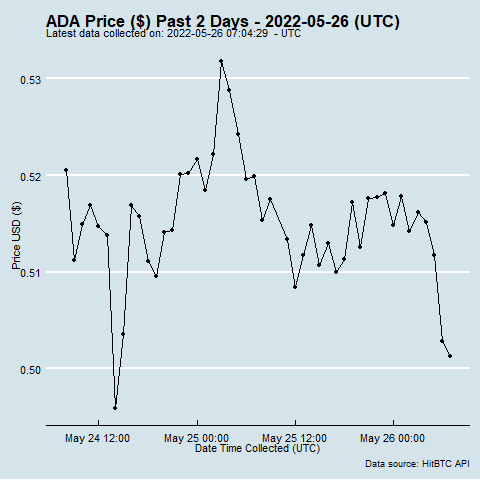 ADA Price ($) Past 2 Days - 2022-05-26 (UTC)
Latest data collected on: 2022-05-26 07:04:29  - UTC
0.53
0.52
0.51
0.50
Price USD ($)
May 24 12:00
May 25 00:00
May 25 12:00
May 26 00:00
Date Time Collected (UTC)
Data source: HitBTC API